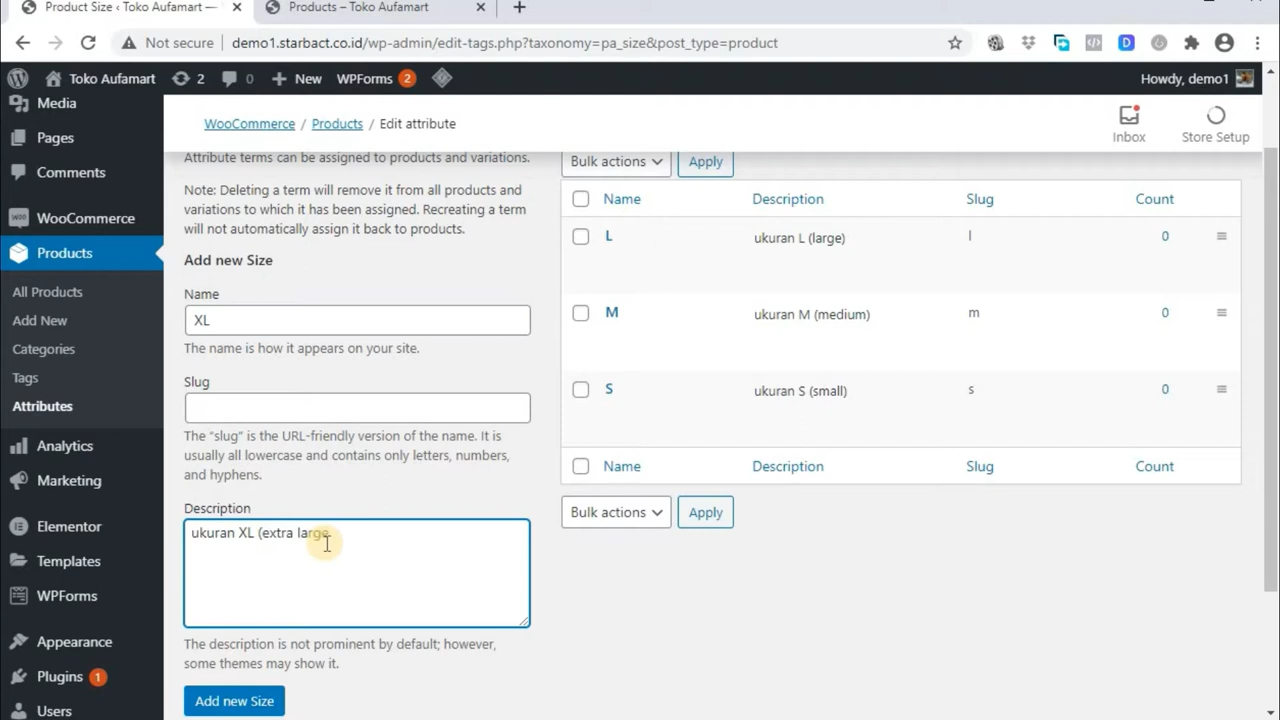 Product Size ‹ Toko Aufamart —
Products – Toko Aufamart
Not secure
demo1.starbact.co.id/wp-admin/edit-tags.php?taxonomy=pa_size&post_type=product
Toko Aufamart
2
0
New
WPForms 2
Howdy, demo1
Media
Pages
Comments
WooCommerce
Products
All Products
Add New
Categories
Tags
Attributes
Analytics
Marketing
Elementor
Templates
WPForms
Appearance
Plugins 1
Users
WooCommerce / Products / Edit attribute
Inbox
Store Setup
Attribute terms can be assigned to products and variations.
Note: Deleting a term will remove it from all products and
variations to which it has been assigned. Recreating a term
will not automatically assign it back to products.
Add new Size
Name
XL
The name is how it appears on your site.
Slug
The “slug” is the URL-friendly version of the name. It is
usually all lowercase and contains only letters, numbers,
and hyphens.
Description
ukuran XL (extra large
The description is not prominent by default; however,
some themes may show it.
Add new Size
Bulk actions Apply
Name Description Slug Count
L ukuran L (large) l 0
M ukuran M (medium) m 0
S ukuran S (small) s 0
Name Description Slug Count
Bulk actions Apply